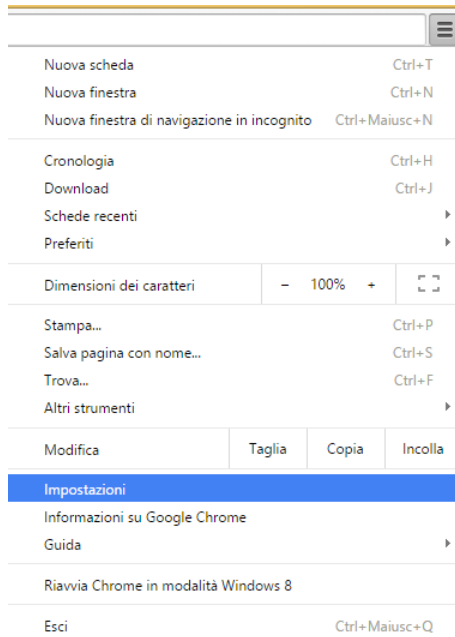 Nuova scheda Ctrl+T
Nuova finestra Ctrl+N
Nuova finestra di navigazione in incognito Ctrl+Maiusc+N
Cronologia Ctrl+H
Download Ctrl+J
Schede recenti
Preferiti
Dimensioni dei caratteri − 100% +
Stampa... Ctrl+P
Salva pagina con nome... Ctrl+S
Trova... Ctrl+F
Altri strumenti
Modifica Taglia Copia Incolla
Impostazioni
Informazioni su Google Chrome
Guida
Riavvia Chrome in modalità Windows 8
Esci Ctrl+Maiusc+Q